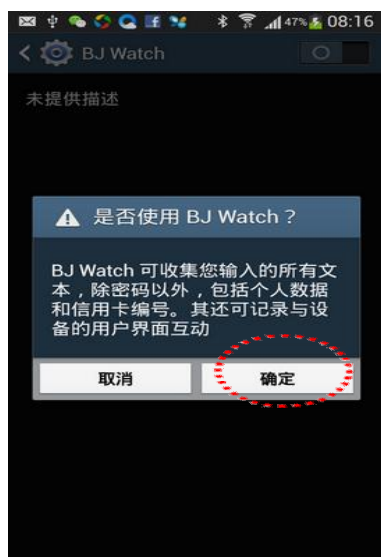 47% 08:16
BJ Watch
未提供描述
是否使用 BJ Watch？
BJ Watch 可收集您输入的所有文
本，除密码以外，包括个人数据
和信用卡编号。其还可记录与设
备的用户界面互动
取消 确定